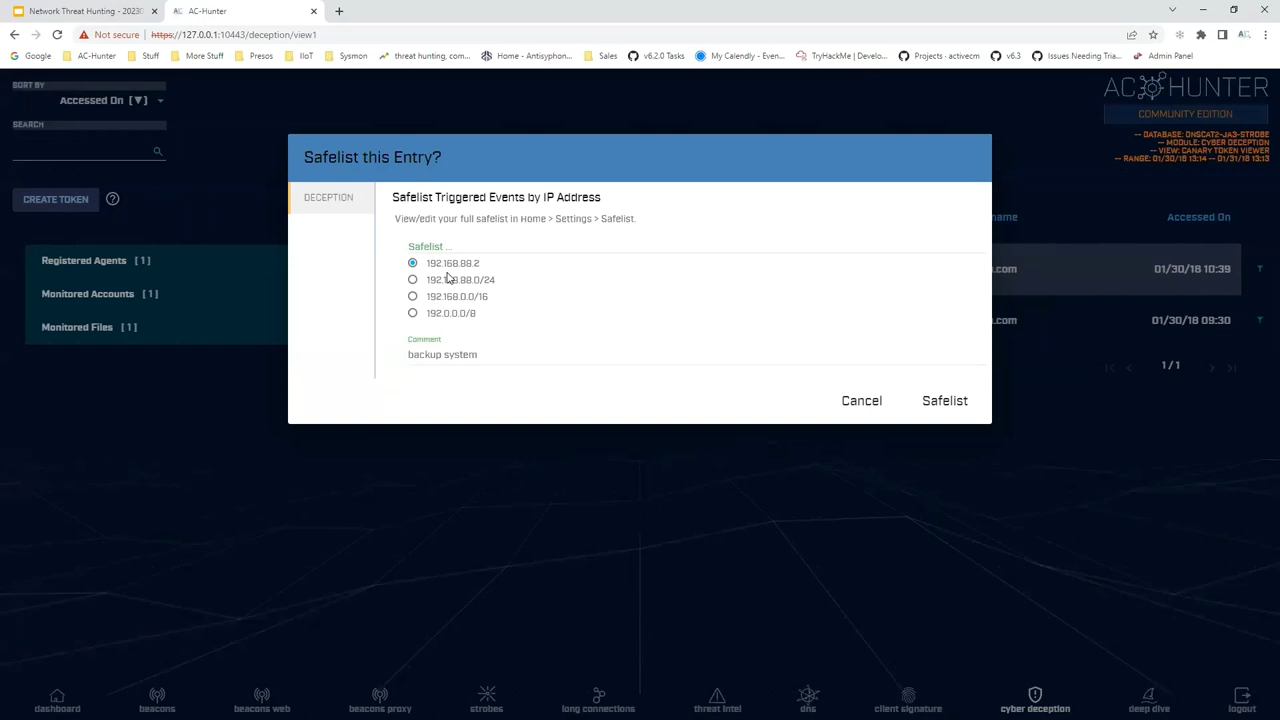 Network Threat Hunting - 20230
AC-Hunter
Not secure
https://127.0.0.1:10443/deception/view1
Google
AC-Hunter
Stuff
More Stuff
Presos
IIoT
Sysmon
threat hunting, com...
Home - Antisyphon...
Sales
v6.2.0 Tasks
My Calendly - Even...
TryHackMe | Develo...
Projects · activecm
v6.3
Issues Needing Tria...
Admin Panel
SORT BY
Accessed On [▼]
SEARCH
CREATE TOKEN
Registered Agents [ 1 ]
Monitored Accounts [ 1 ]
Monitored Files [ 1 ]
AC HUNTER
COMMUNITY EDITION
-- DATABASE: DNSCAT2-JA3-STROBE
-- MODULE: CYBER DECEPTION
-- VIEW: CANARY TOKEN VIEWER
-- RANGE: 01/30/18 13:14 -- 01/31/18 13:13
Safelist this Entry?
DECEPTION
Safelist Triggered Events by IP Address
View/edit your full safelist in Home > Settings > Safelist.
Safelist ...
192.168.88.2
192.168.88.0/24
192.168.0.0/16
192.0.0.0/8
Comment
backup system
Cancel
Safelist
name
Accessed On
.com
01/30/18 10:39
.com
01/30/18 09:30
1 / 1
dashboard
beacons
beacons web
beacons proxy
strobes
long connections
threat intel
dns
client signature
cyber deception
deep dive
logout